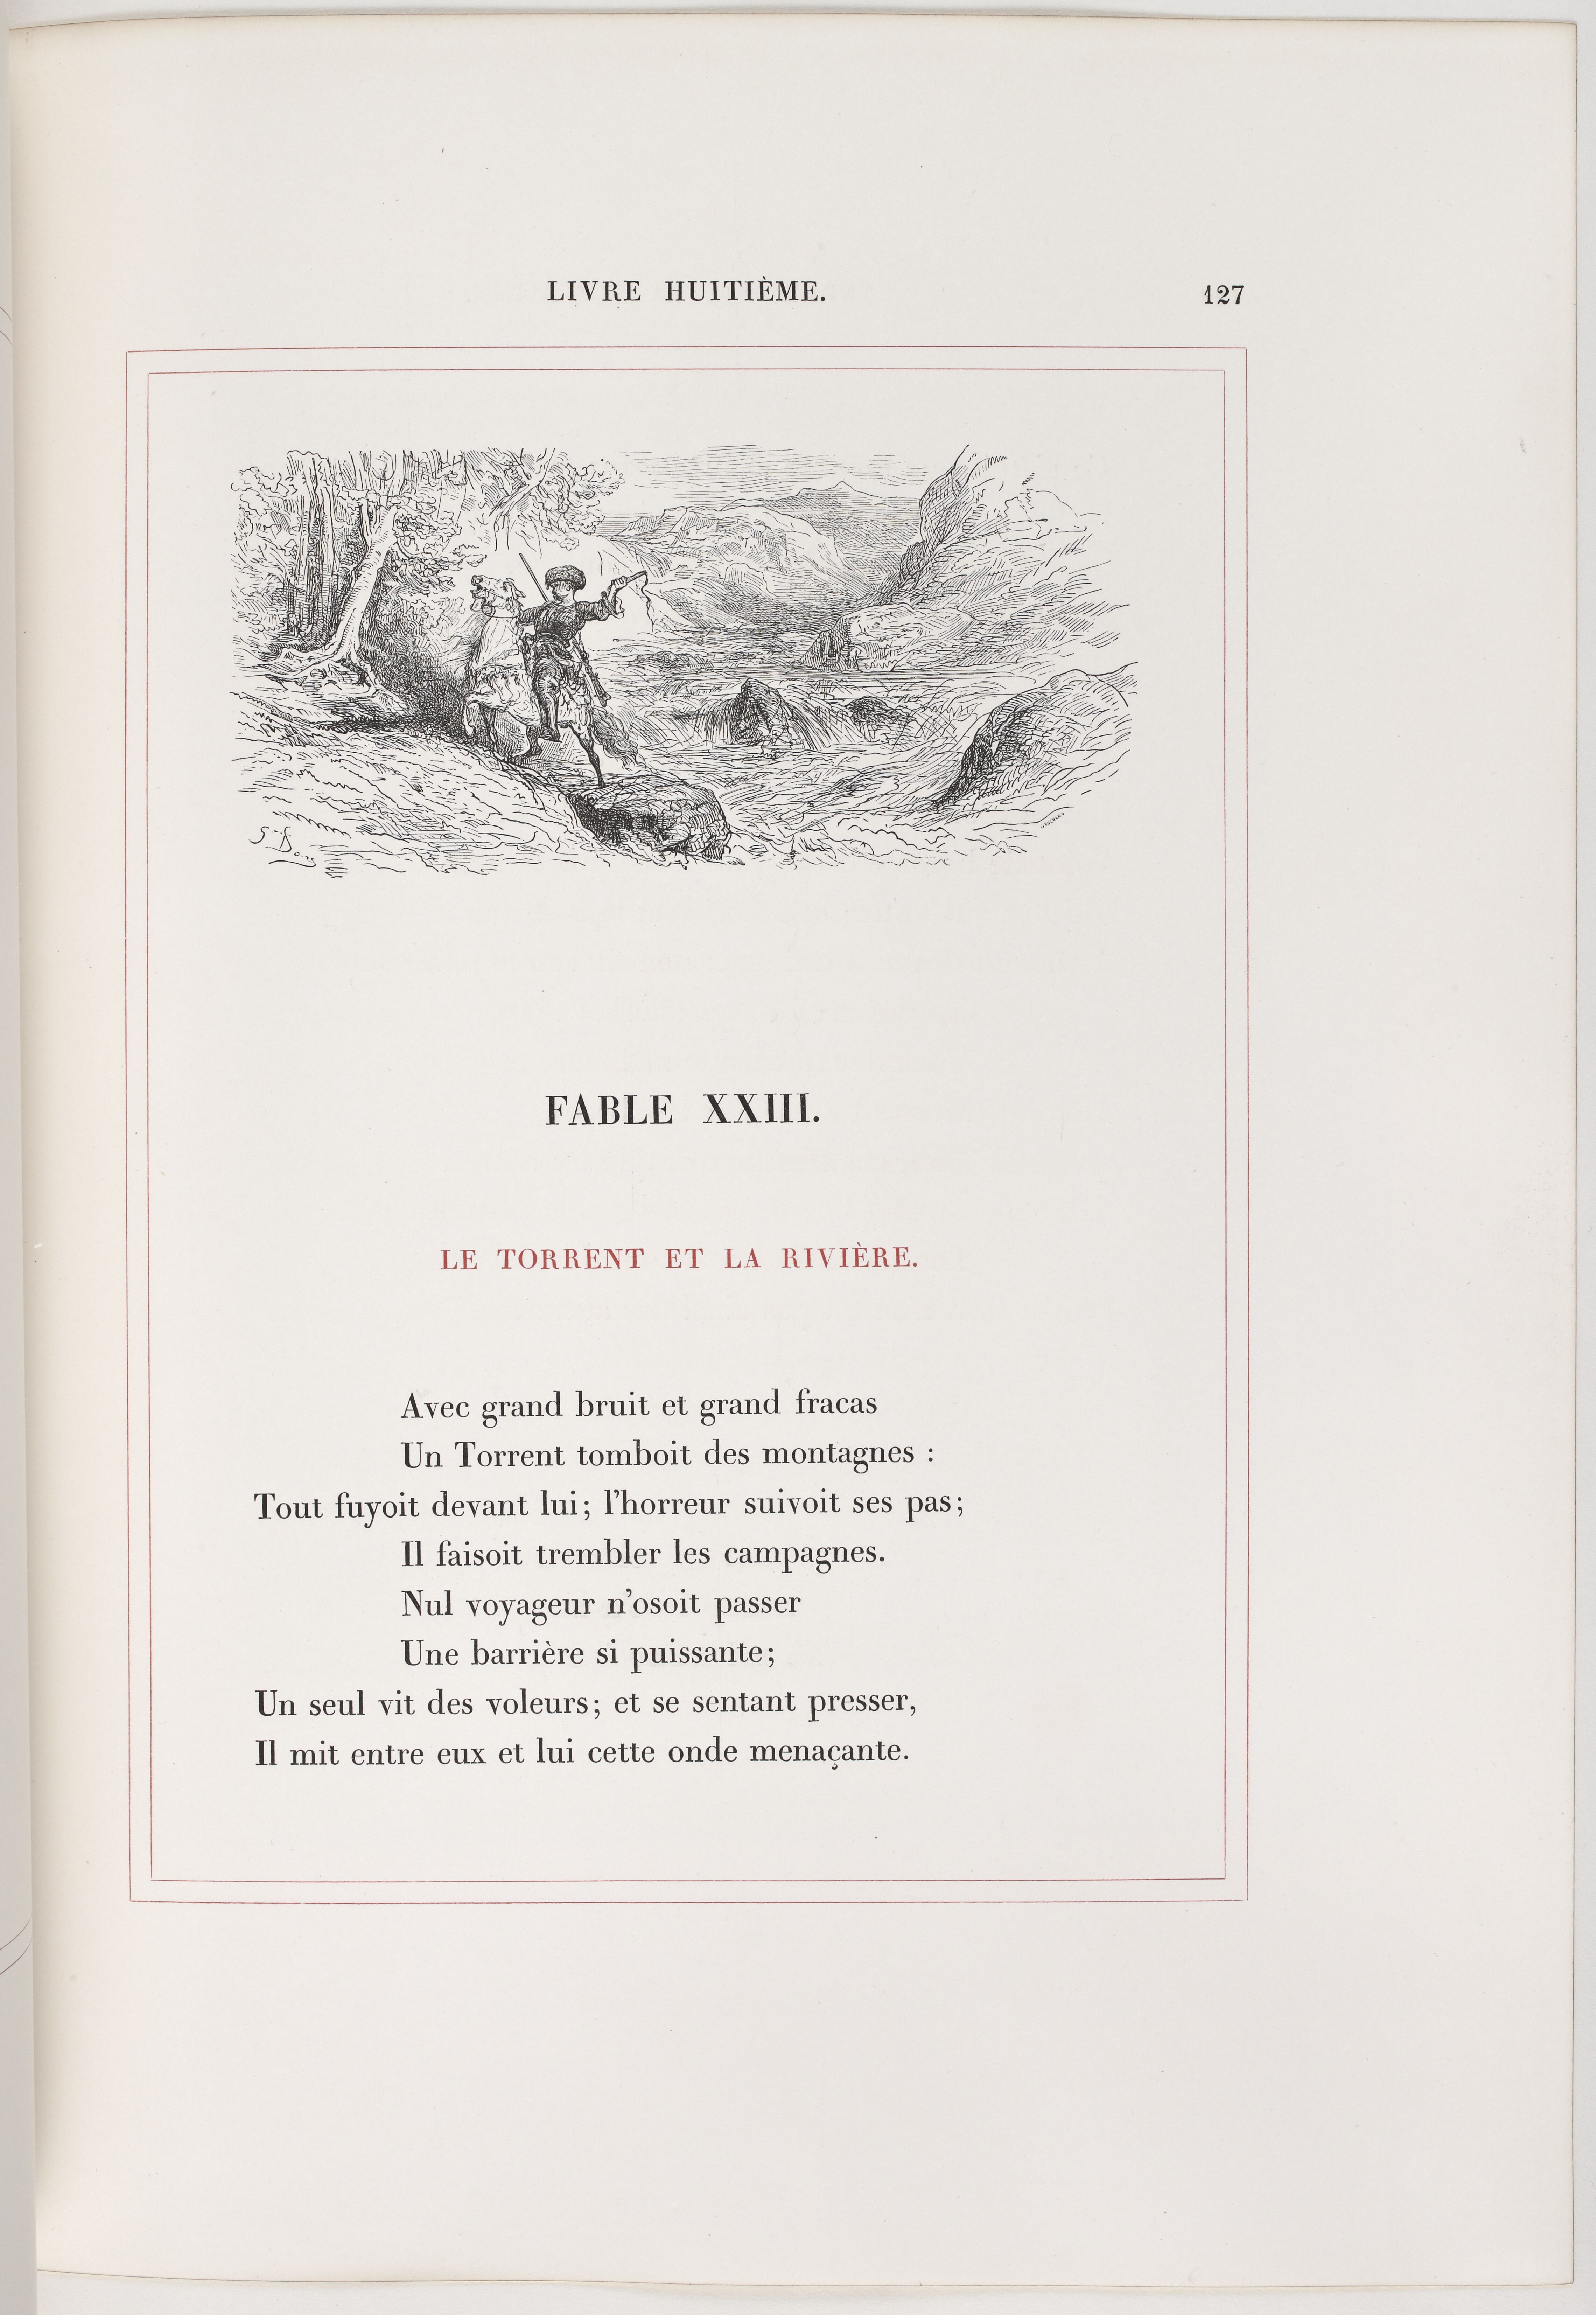 LIVRE HUITIÈME.
127
G. Doré
FABLE XXIII.
LE TORRENT ET LA RIVIÈRE.
Avec grand bruit et grand fracas
Un Torrent tomboit des montagnes :
Tout fuyoit devant lui; l'horreur suivoit ses pas;
Il faisoit trembler les campagnes.
Nul voyageur n'osoit passer
Une barrière si puissante;
Un seul vit des voleurs; et se sentant presser,
Il mit entre eux et lui cette onde menaçante.